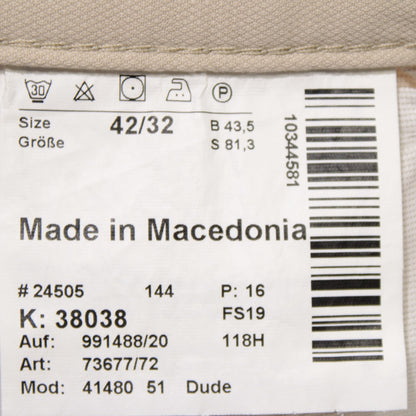 30 P
Size 42/32 B 43,5
Größe S 81,3
10344581
Made in Macedonia
# 24505 144 P: 16
K: 38038 FS19
Auf: 991488/20 118H
Art: 73677/72
Mod: 41480 51 Dude